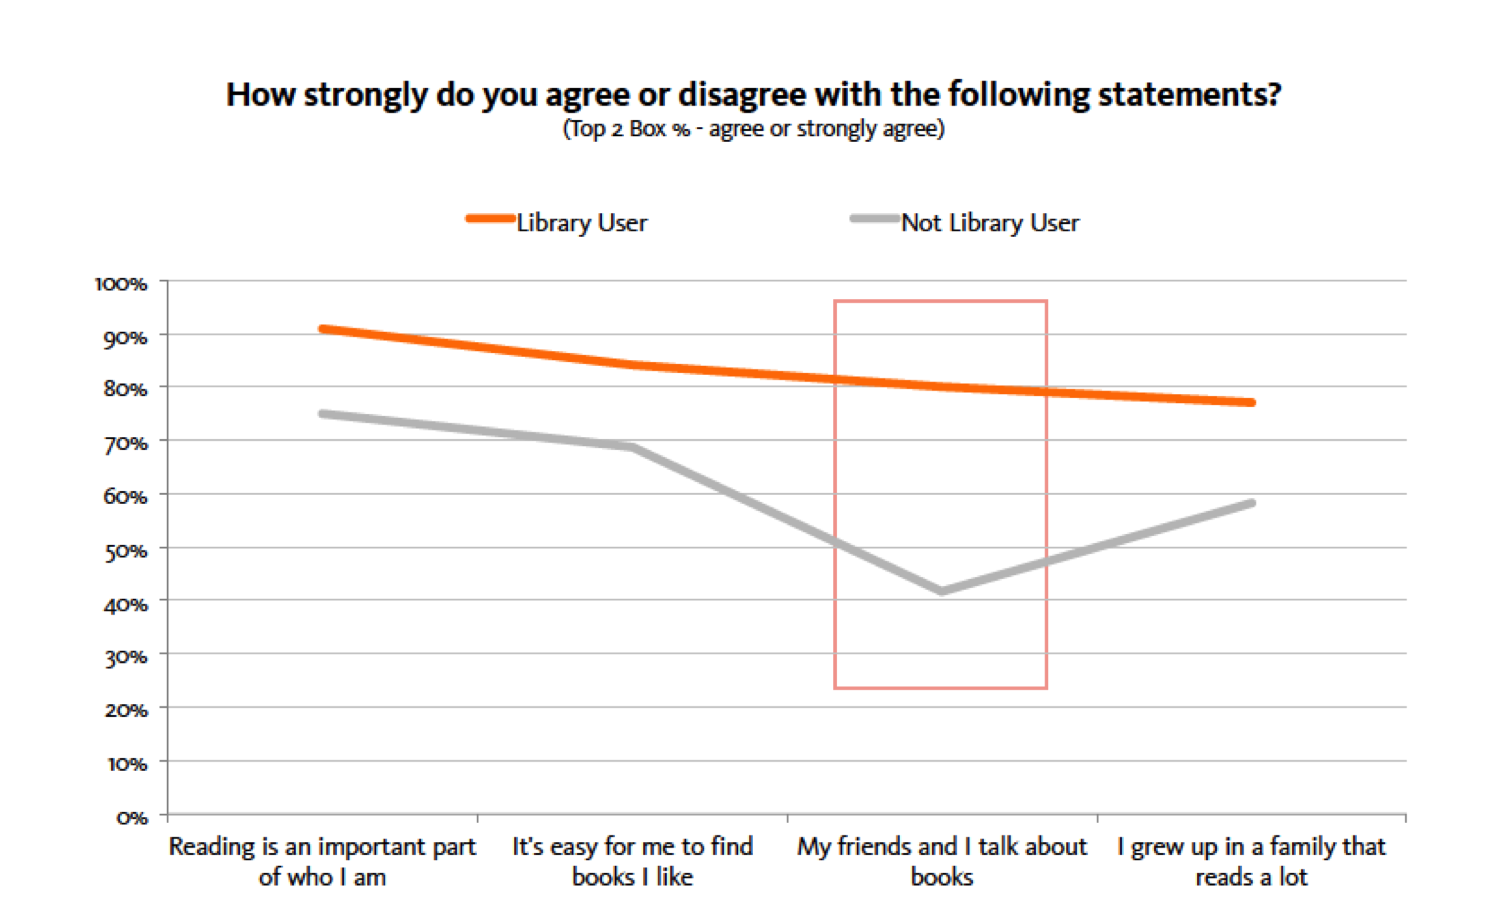 How strongly do you agree or disagree with the following statements?
(Top 2 Box % - agree or strongly agree)
Library User
Not Library User
100%
90%
80%
70%
60%
50%
40%
30%
20%
10%
0%
Reading is an important part
of who I am
It's easy for me to find
books I like
My friends and I talk about
books
I grew up in a family that
reads a lot